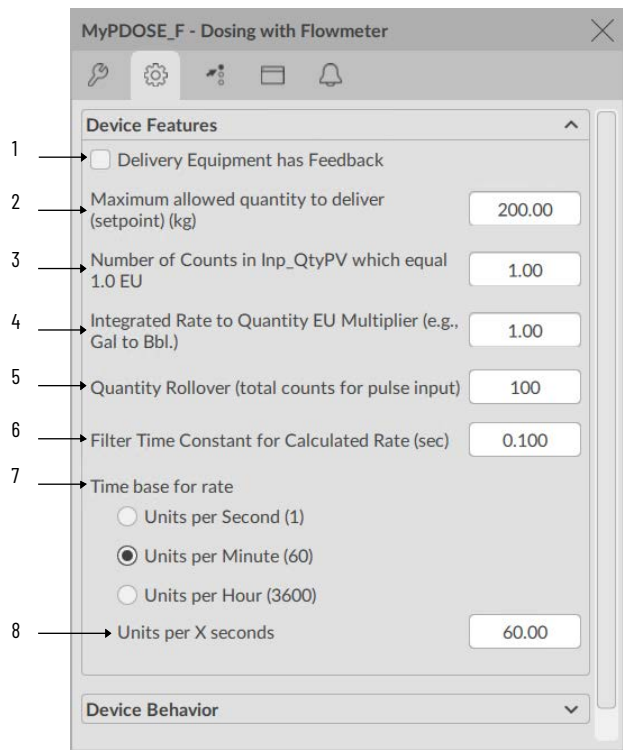 MyPDOSE_F - Dosing with Flowmeter
Device Features
1
Delivery Equipment has Feedback
2
Maximum allowed quantity to deliver
(setpoint) (kg)
200.00
3
Number of Counts in Inp_QtyPV which equal
1.0 EU
1.00
4
Integrated Rate to Quantity EU Multiplier (e.g.,
Gal to Bbl.)
1.00
5
Quantity Rollover (total counts for pulse input)
100
6
Filter Time Constant for Calculated Rate (sec)
0.100
7
Time base for rate
Units per Second (1)
Units per Minute (60)
Units per Hour (3600)
8
Units per X seconds
60.00
Device Behavior